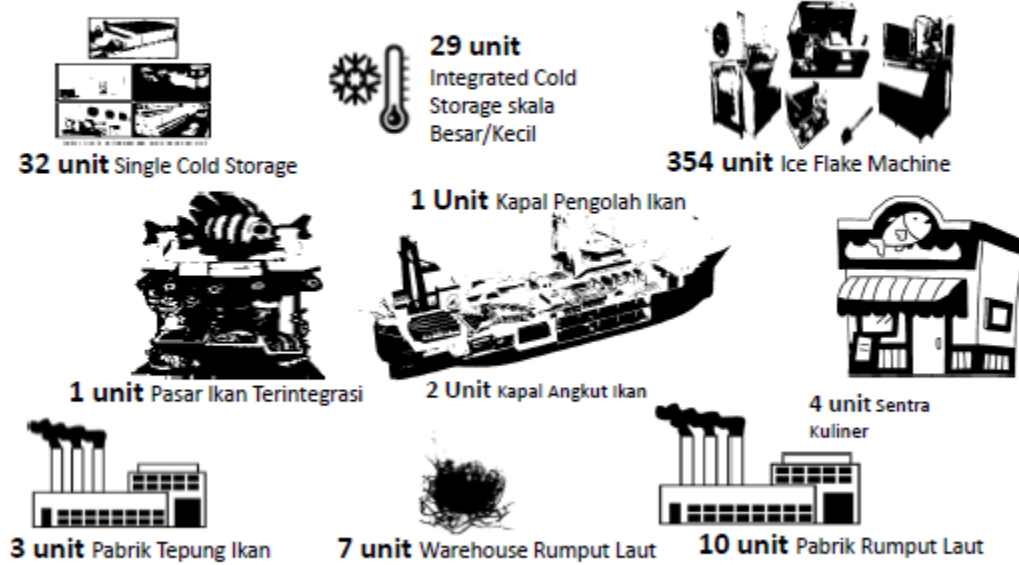 29 unit
Integrated Cold
Storage skala
Besar/Kecil
32 unit Single Cold Storage
354 unit Ice Flake Machine
1 Unit Kapal Pengolah Ikan
1 unit Pasar Ikan Terintegrasi
2 Unit Kapal Angkut Ikan
4 unit Sentra
Kuliner
3 unit Pabrik Tepung Ikan
7 unit Warehouse Rumput Laut
10 unit Pabrik Rumput Laut